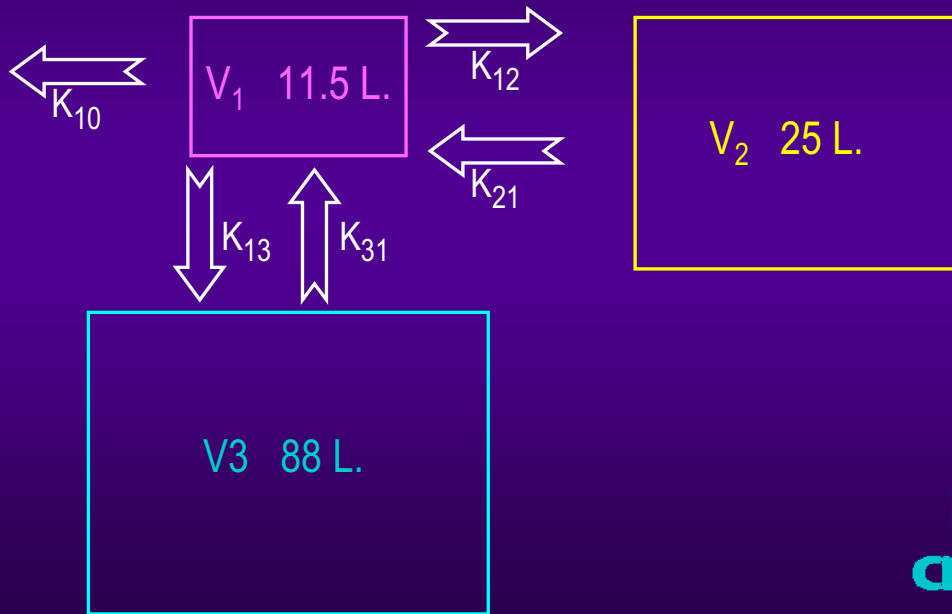 K₁₀
V₁ 11.5 L.
K₁₂
K₂₁
V₂ 25 L.
K₁₃
K₃₁
V3 88 L.